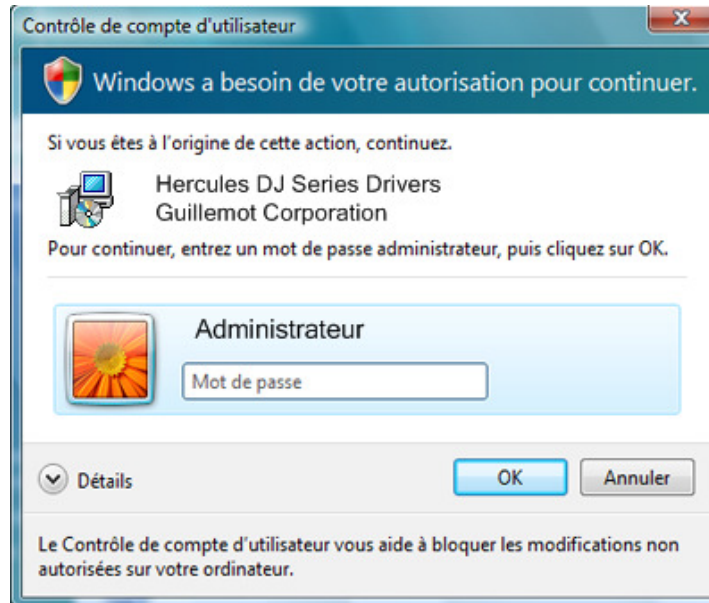 Contrôle de compte d'utilisateur
Windows a besoin de votre autorisation pour continuer.
Si vous êtes à l'origine de cette action, continuez.
Hercules DJ Series Drivers
Guillemot Corporation
Pour continuer, entrez un mot de passe administrateur, puis cliquez sur OK.
Administrateur
Mot de passe
Détails
OK
Annuler
Le Contrôle de compte d'utilisateur vous aide à bloquer les modifications non
autorisées sur votre ordinateur.